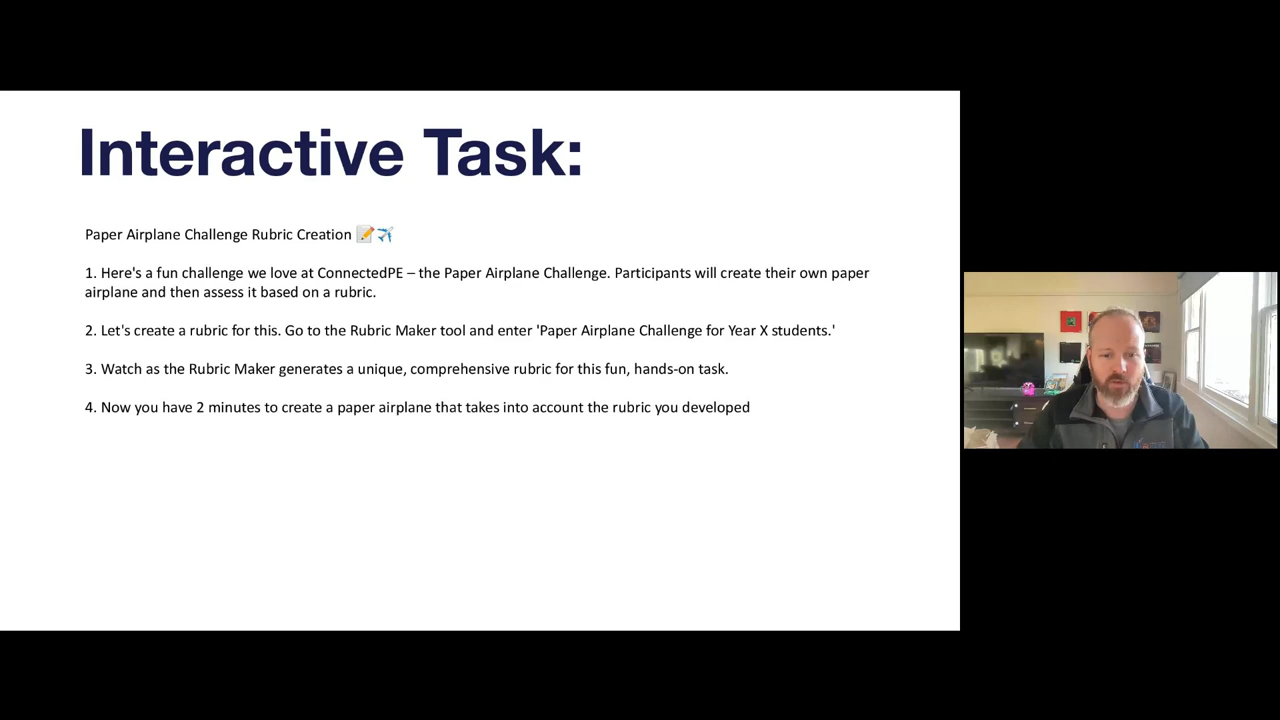 Interactive Task:
Paper Airplane Challenge Rubric Creation 📝✈️
1. Here's a fun challenge we love at ConnectedPE – the Paper Airplane Challenge. Participants will create their own paper
airplane and then assess it based on a rubric.
2. Let's create a rubric for this. Go to the Rubric Maker tool and enter 'Paper Airplane Challenge for Year X students.'
3. Watch as the Rubric Maker generates a unique, comprehensive rubric for this fun, hands-on task.
4. Now you have 2 minutes to create a paper airplane that takes into account the rubric you developed